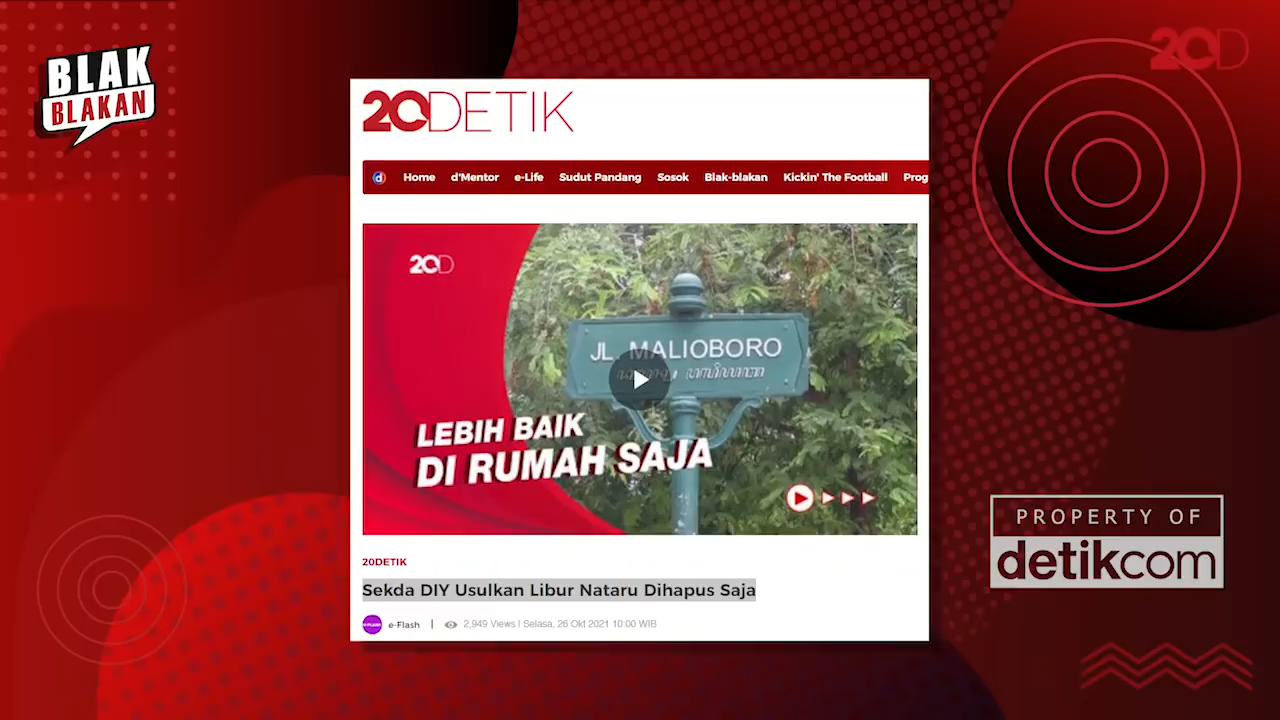 BLAK
BLAKAN
20D
20DETIK
d Home d'Mentor e-Life Sudut Pandang Sosok Blak-blakan Kickin' The Football Prog
20D
JL. MALIOBORO
LEBIH BAIK
DI RUMAH SAJA
20DETIK
Sekda DIY Usulkan Libur Nataru Dihapus Saja
e-FLASH e-Flash | 2,949 Views | Selasa, 26 Okt 2021 10:00 WIB
PROPERTY OF
detikcom